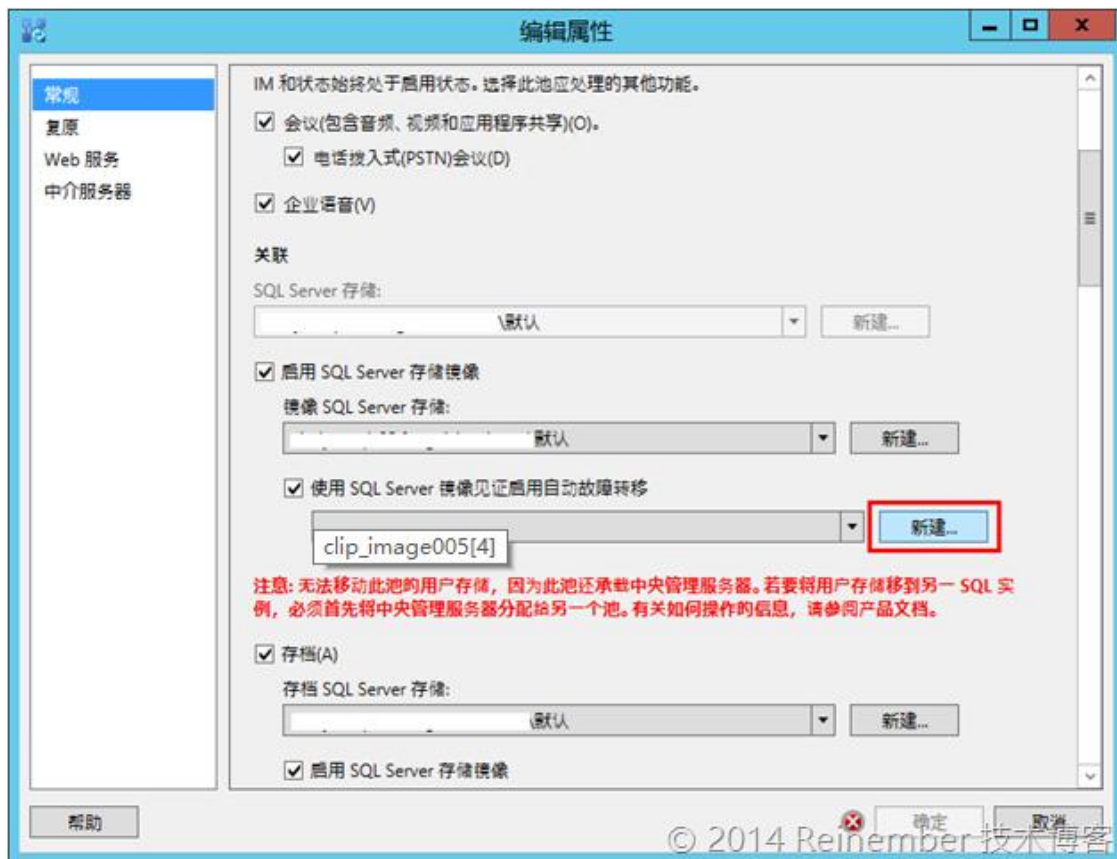 编辑属性
常规
复原
Web 服务
中介服务器
IM 和状态始终处于启用状态。选择此池应处理的其他功能。
会议(包含音频、视频和应用程序共享)(O)。
电话拨入式(PSTN)会议(D)
企业语音(V)
关联
SQL Server 存储:
\默认
新建...
启用 SQL Server 存储镜像
镜像 SQL Server 存储:
默认
新建...
使用 SQL Server 镜像见证启用自动故障转移
新建...
clip_image005[4]
注意: 无法移动此池的用户存储，因为此池还承载中央管理服务器。若要将用户存储移到另一 SQL 实
例，必须首先将中央管理服务器分配给另一个池。有关如何操作的信息，请参阅产品文档。
存档(A)
存档 SQL Server 存储:
\默认
新建...
启用 SQL Server 存储镜像
帮助
确定
取消
© 2014 Reinember 技术博客